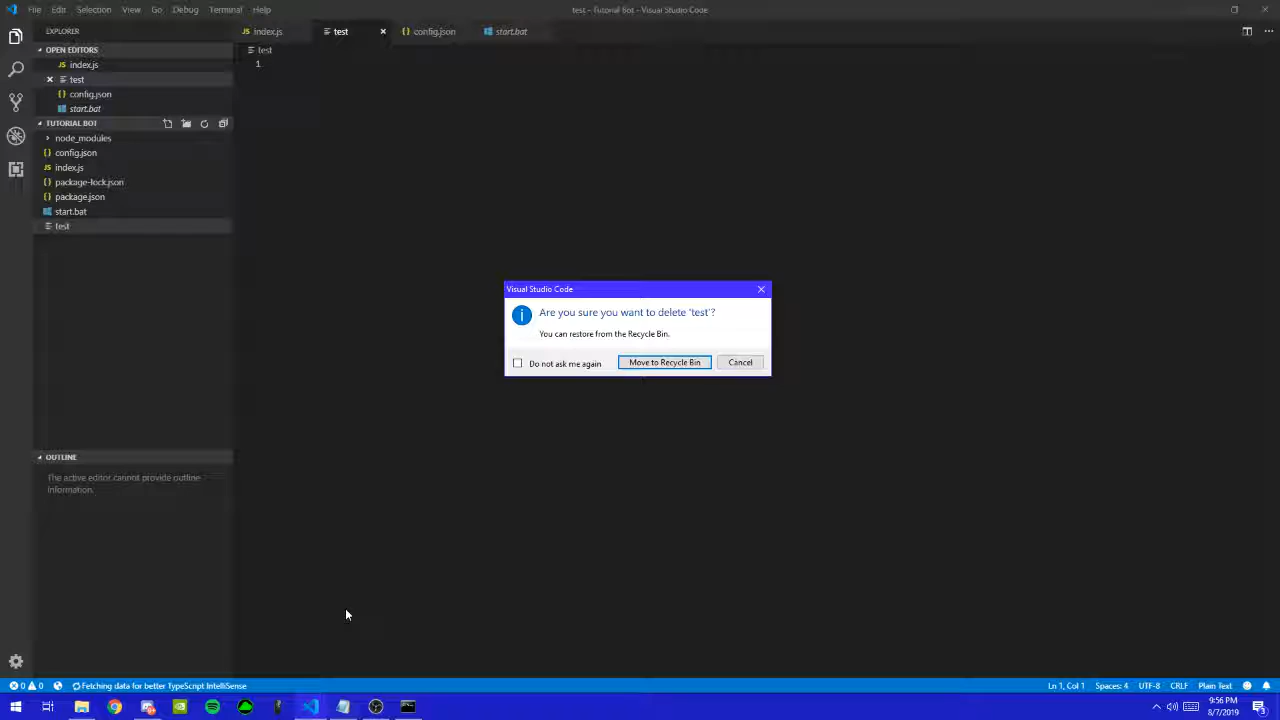 File Edit Selection View Go Debug Terminal Help
test - Tutorial Bot - Visual Studio Code
EXPLORER
index.js
test
config.json
start.bat
OPEN EDITORS
index.js
test
config.json
start.bat
TUTORIAL BOT
node_modules
config.json
index.js
package-lock.json
package.json
start.bat
test
test
1
Visual Studio Code
Are you sure you want to delete 'test'?
You can restore from the Recycle Bin.
Do not ask me again
Move to Recycle Bin
Cancel
OUTLINE
The active editor cannot provide outline
information.
0 0 Fetching data for better TypeScript IntelliSense
Ln 1, Col 1 Spaces: 4 UTF-8 CRLF Plain Text
9:56 PM
8/7/2019
3